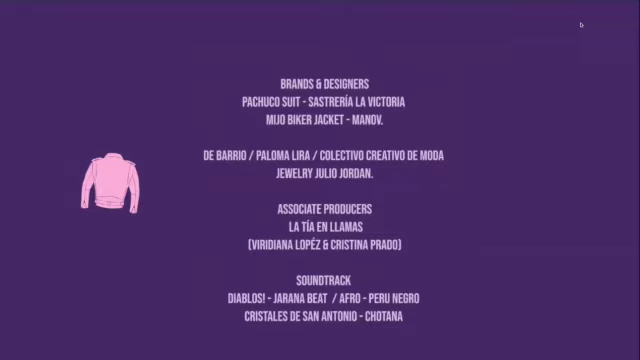 BRANDS & DESIGNERS
PACHUCO SUIT - SASTRERÍA LA VICTORIA
MIJO BIKER JACKET - MANOV.
DE BARRIO / PALOMA LIRA / COLECTIVO CREATIVO DE MODA
JEWELRY JULIO JORDAN.
ASSOCIATE PRODUCERS
LA TÍA EN LLAMAS
(VIRIDIANA LOPÉZ & CRISTINA PRADO)
SOUNDTRACK
DIABLOS! - JARANA BEAT / AFRO - PERU NEGRO
CRISTALES DE SAN ANTONIO - CHOTANA